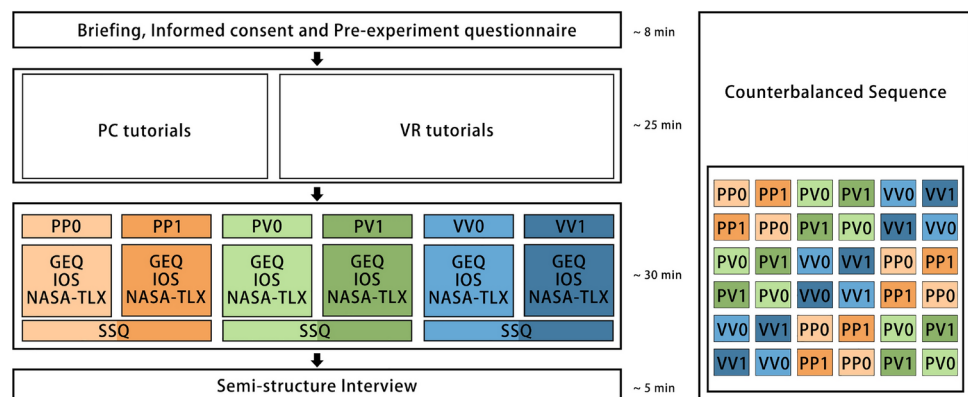 Briefing, Informed consent and Pre-experiment questionnaire
~ 8 min
PC tutorials
VR tutorials
~ 25 min
PP0 PP1 PV0 PV1 VV0 VV1
GEQ GEQ GEQ GEQ GEQ GEQ
IOS IOS IOS IOS IOS IOS
NASA-TLX NASA-TLX NASA-TLX NASA-TLX NASA-TLX NASA-TLX
SSQ SSQ SSQ
~ 30 min
Semi-structure Interview
~ 5 min
Counterbalanced Sequence
PP0 PP1 PV0 PV1 VV0 VV1
PP1 PP0 PV1 PV0 VV1 VV0
PV0 PV1 VV0 VV1 PP0 PP1
PV1 PV0 VV0 VV1 PP1 PP0
VV0 VV1 PP0 PP1 PV0 PV1
VV1 VV0 PP1 PP0 PV1 PV0